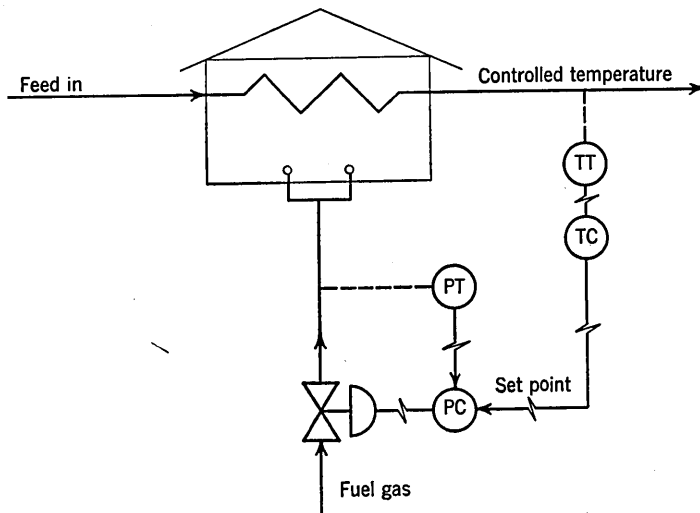 Feed in
Controlled temperature
TT
TC
PT
Set point
PC
Fuel gas